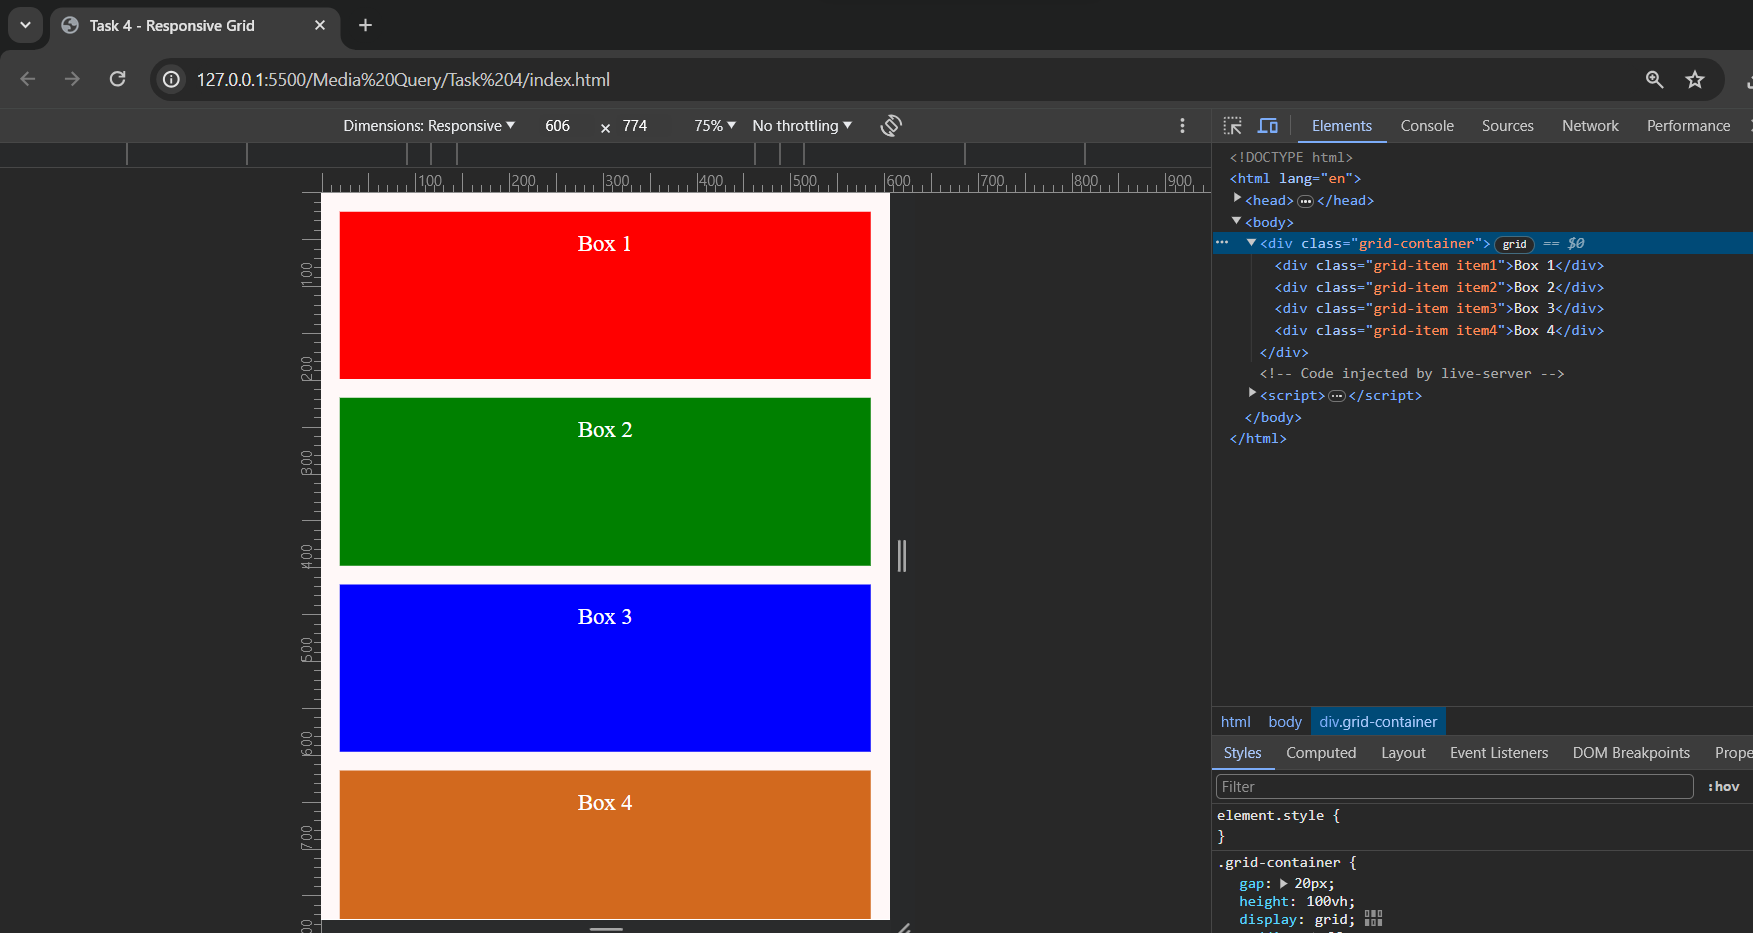 Task 4 - Responsive Grid
127.0.0.1:5500/Media%20Query/Task%204/index.html
Dimensions: Responsive 606 × 774 75% No throttling
100 200 300 400 500 600 700 800 900
100
200
300
400
500
600
700
Box 1
Box 2
Box 3
Box 4
Elements Console Sources Network Performance
<!DOCTYPE html>
<html lang="en">
<head> ⋯ </head>
<body>
⋯ <div class="grid-container"> grid == $0
<div class="grid-item item1">Box 1</div>
<div class="grid-item item2">Box 2</div>
<div class="grid-item item3">Box 3</div>
<div class="grid-item item4">Box 4</div>
</div>
<!-- Code injected by live-server -->
<script> ⋯ </script>
</body>
</html>
html body div.grid-container
Styles Computed Layout Event Listeners DOM Breakpoints Prope
Filter :hov
element.style {
}
.grid-container {
gap: 20px;
height: 100vh;
display: grid;